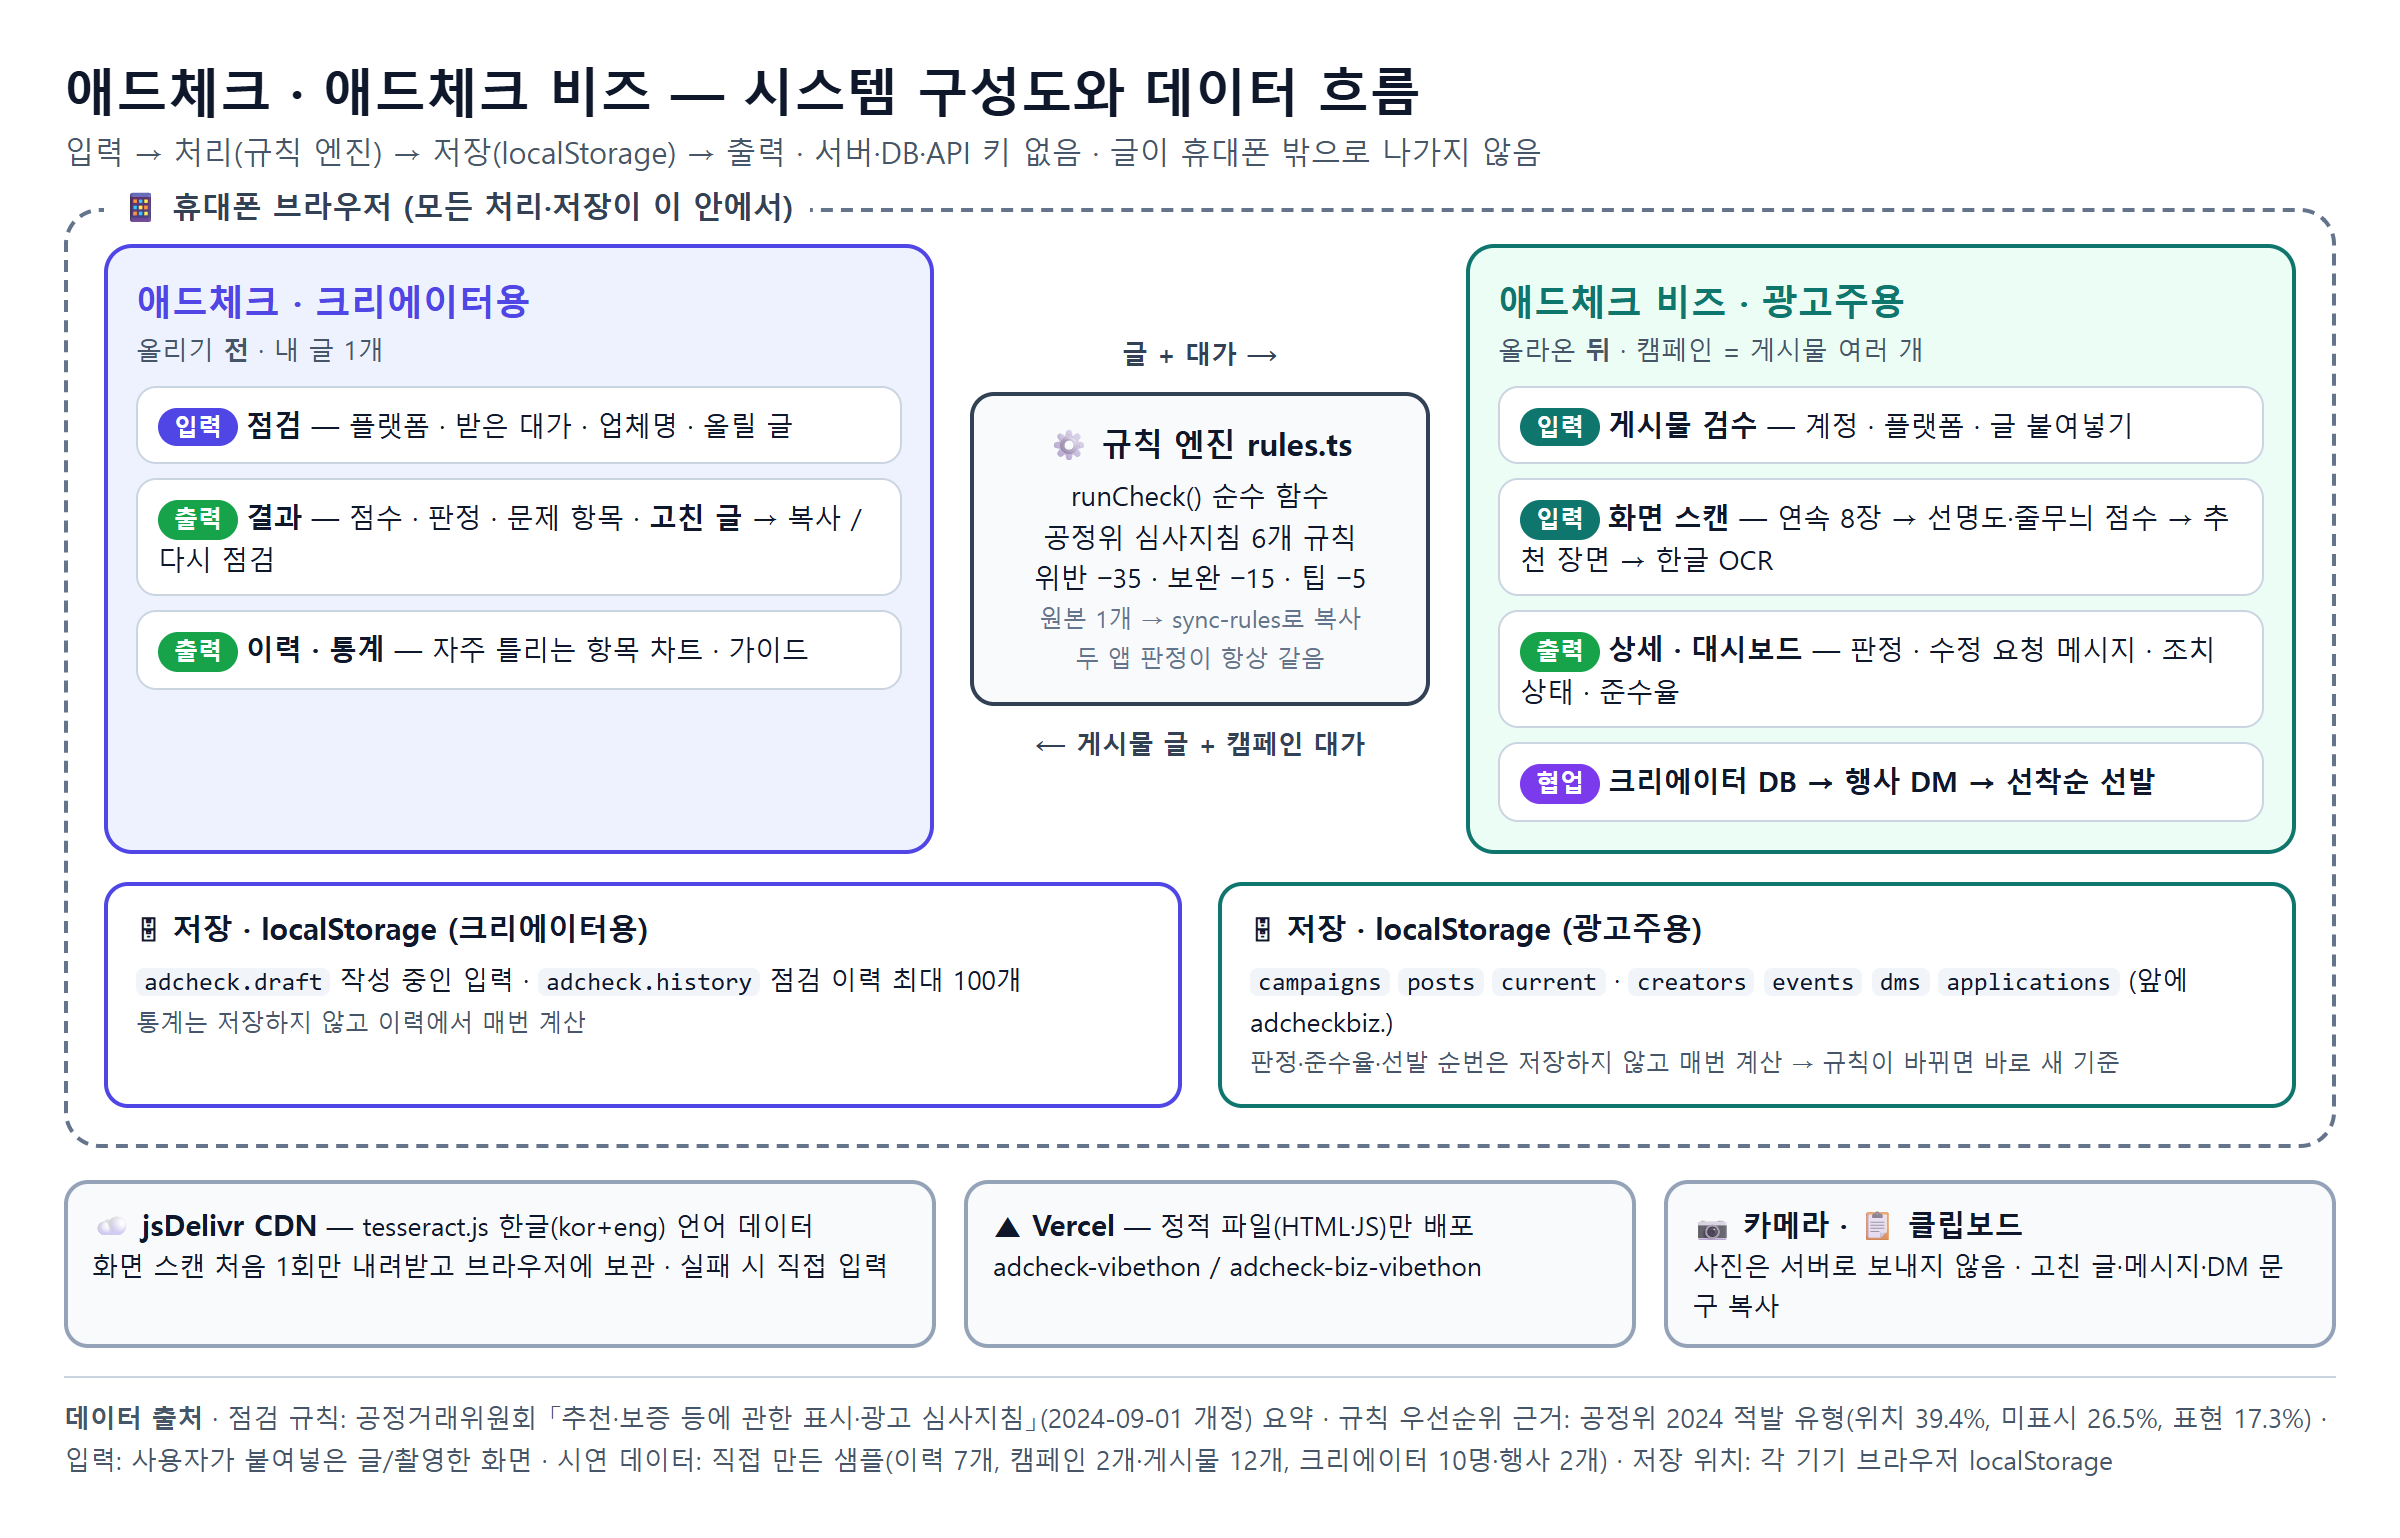 애드체크 · 애드체크 비즈 — 시스템 구성도와 데이터 흐름
입력 → 처리(규칙 엔진) → 저장(localStorage) → 출력 · 서버·DB·API 키 없음 · 글이 휴대폰 밖으로 나가지 않음
휴대폰 브라우저 (모든 처리·저장이 이 안에서)
애드체크 · 크리에이터용
올리기 전 · 내 글 1개
입력 점검 — 플랫폼 · 받은 대가 · 업체명 · 올릴 글
출력 결과 — 점수 · 판정 · 문제 항목 · 고친 글 → 복사 /
다시 점검
출력 이력 · 통계 — 자주 틀리는 항목 차트 · 가이드
글 + 대가 →
규칙 엔진 rules.ts
runCheck() 순수 함수
공정위 심사지침 6개 규칙
위반 −35 · 보완 −15 · 팁 −5
원본 1개 → sync-rules로 복사
두 앱 판정이 항상 같음
← 게시물 글 + 캠페인 대가
애드체크 비즈 · 광고주용
올라온 뒤 · 캠페인 = 게시물 여러 개
입력 게시물 검수 — 계정 · 플랫폼 · 글 붙여넣기
입력 화면 스캔 — 연속 8장 → 선명도·줄무늬 점수 → 추
천 장면 → 한글 OCR
출력 상세 · 대시보드 — 판정 · 수정 요청 메시지 · 조치
상태 · 준수율
협업 크리에이터 DB → 행사 DM → 선착순 선발
저장 · localStorage (크리에이터용)
adcheck.draft 작성 중인 입력 · adcheck.history 점검 이력 최대 100개
통계는 저장하지 않고 이력에서 매번 계산
저장 · localStorage (광고주용)
campaigns posts current · creators events dms applications (앞에
adcheckbiz.)
판정·준수율·선발 순번은 저장하지 않고 매번 계산 → 규칙이 바뀌면 바로 새 기준
jsDelivr CDN — tesseract.js 한글(kor+eng) 언어 데이터
화면 스캔 처음 1회만 내려받고 브라우저에 보관 · 실패 시 직접 입력
▲ Vercel — 정적 파일(HTML·JS)만 배포
adcheck-vibethon / adcheck-biz-vibethon
카메라 · 클립보드
사진은 서버로 보내지 않음 · 고친 글·메시지·DM 문
구 복사
데이터 출처 · 점검 규칙: 공정거래위원회 「추천·보증 등에 관한 표시·광고 심사지침」(2024-09-01 개정) 요약 · 규칙 우선순위 근거: 공정위 2024 적발 유형(위치 39.4%, 미표시 26.5%, 표현 17.3%) ·
입력: 사용자가 붙여넣은 글/촬영한 화면 · 시연 데이터: 직접 만든 샘플(이력 7개, 캠페인 2개·게시물 12개, 크리에이터 10명·행사 2개) · 저장 위치: 각 기기 브라우저 localStorage